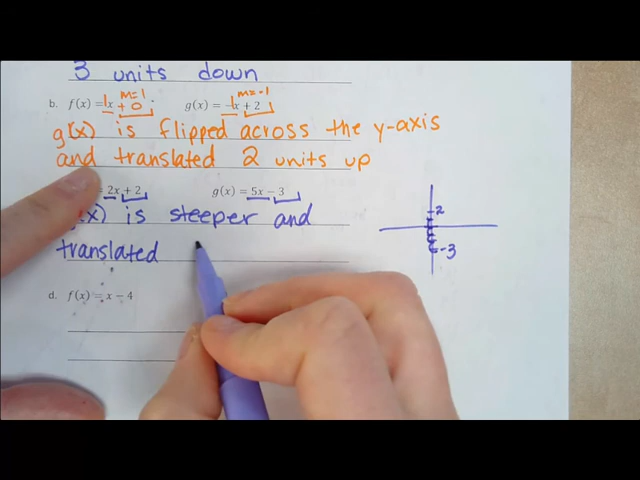 3 units down
m=1 m=-1
b. f(x) = 1x + 0 g(x) = -1x + 2
g(x) is flipped across the y-axis
and translated 2 units up
= 2x + 2 g(x) = 5x - 3
(x) is steeper and
translated
2
-3
d. f(x) = x - 4